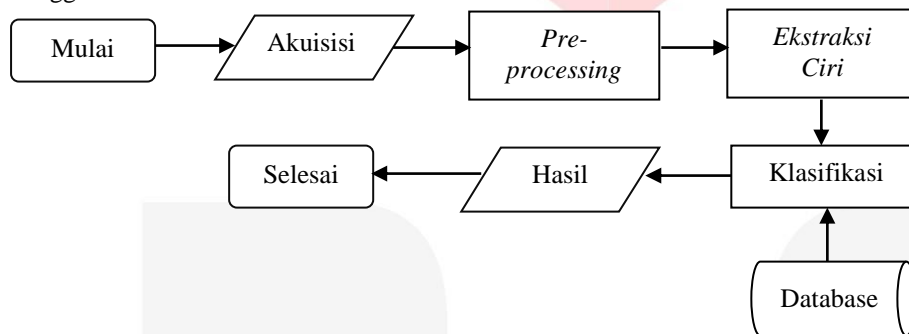 Mulai
Akuisisi
Pre-
processing
Ekstraksi
Ciri
Selesai
Hasil
Klasifikasi
Database